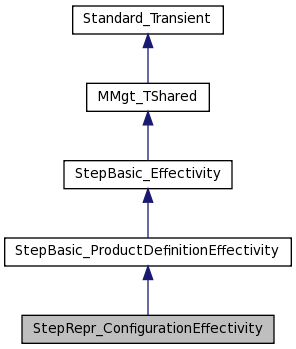 Standard_Transient
MMgt_TShared
StepBasic_Effectivity
StepBasic_ProductDefinitionEffectivity
StepRepr_ConfigurationEffectivity